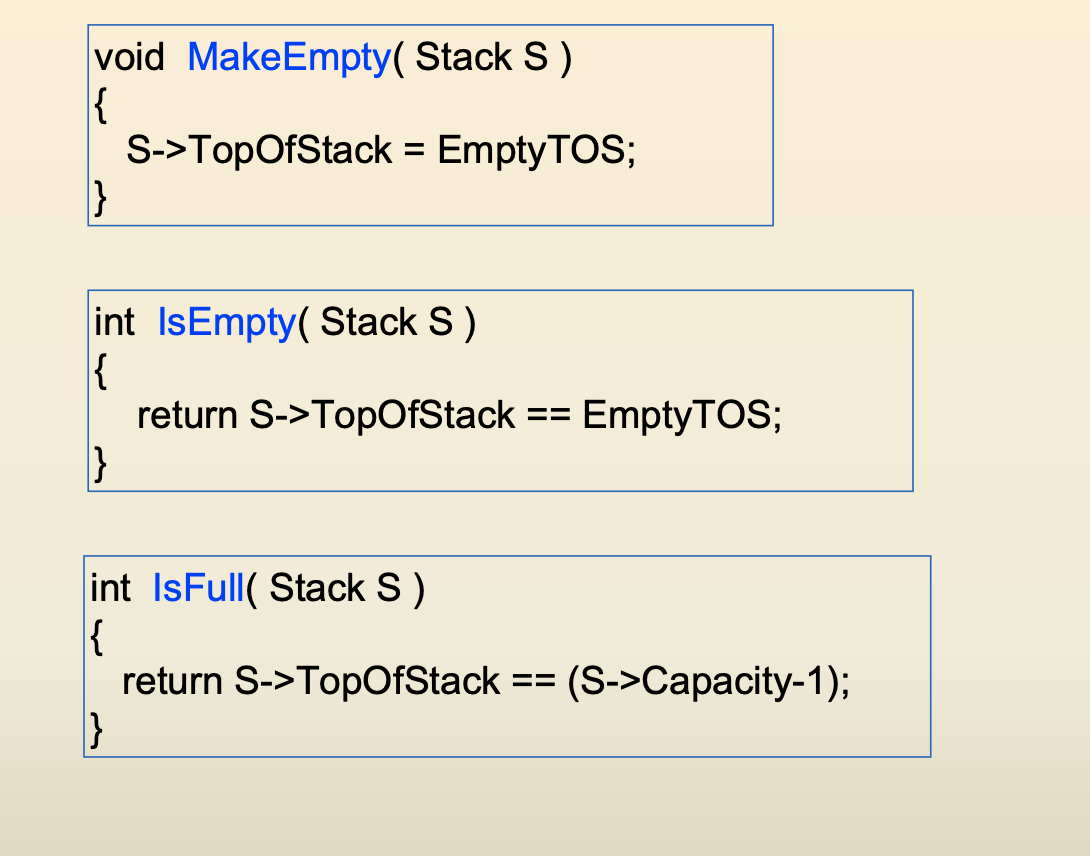 void MakeEmpty( Stack S )
{
S->TopOfStack = EmptyTOS;
}
int IsEmpty( Stack S )
{
return S->TopOfStack == EmptyTOS;
}
int IsFull( Stack S )
{
return S->TopOfStack == (S->Capacity-1);
}